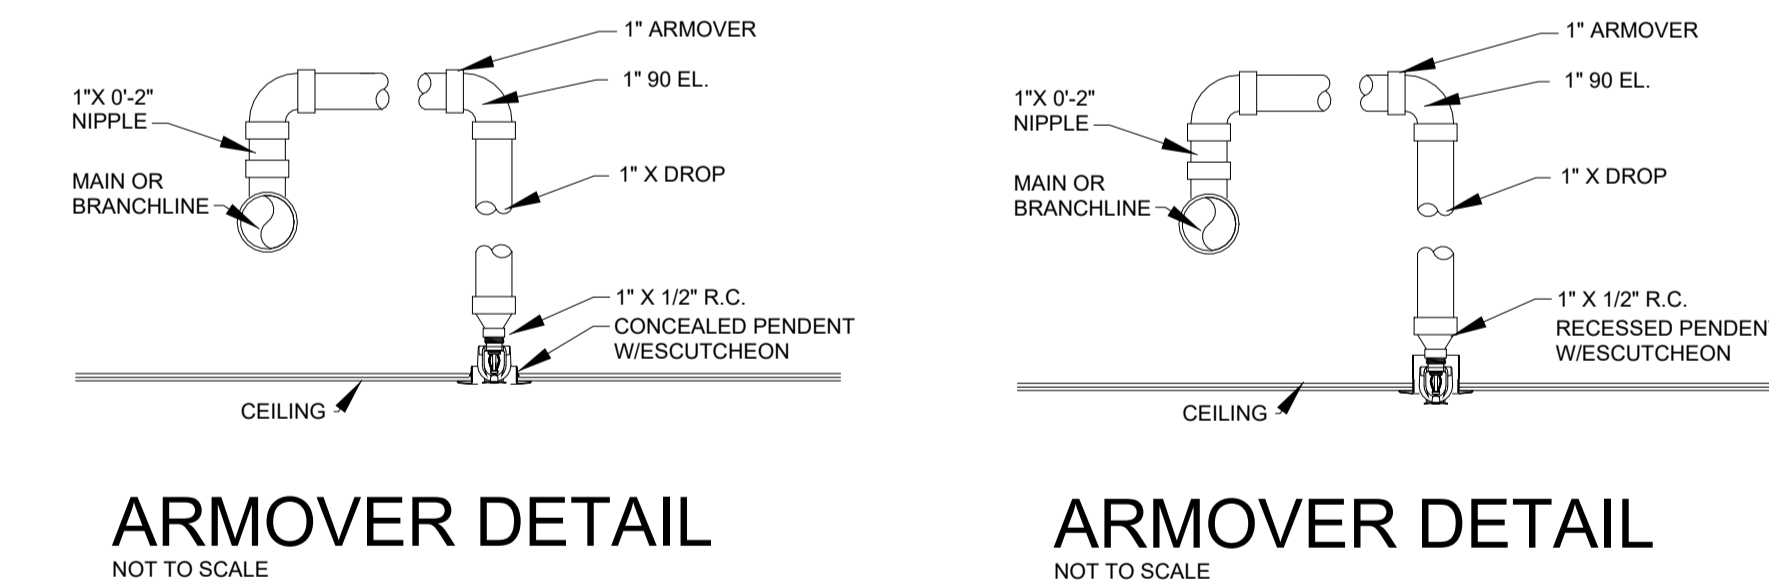 1" ARMOVER
1" 90 EL.
1"X 0'-2"
NIPPLE
1" X DROP
MAIN OR
BRANCHLINE
1" X 1/2" R.C.
CONCEALED PENDENT
W/ESCUTCHEON
CEILING
ARMOVER DETAIL
NOT TO SCALE
1" ARMOVER
1" 90 EL.
1"X 0'-2"
NIPPLE
1" X DROP
MAIN OR
BRANCHLINE
1" X 1/2" R.C.
RECESSED PENDENT
W/ESCUTCHEON
CEILING
ARMOVER DETAIL
NOT TO SCALE